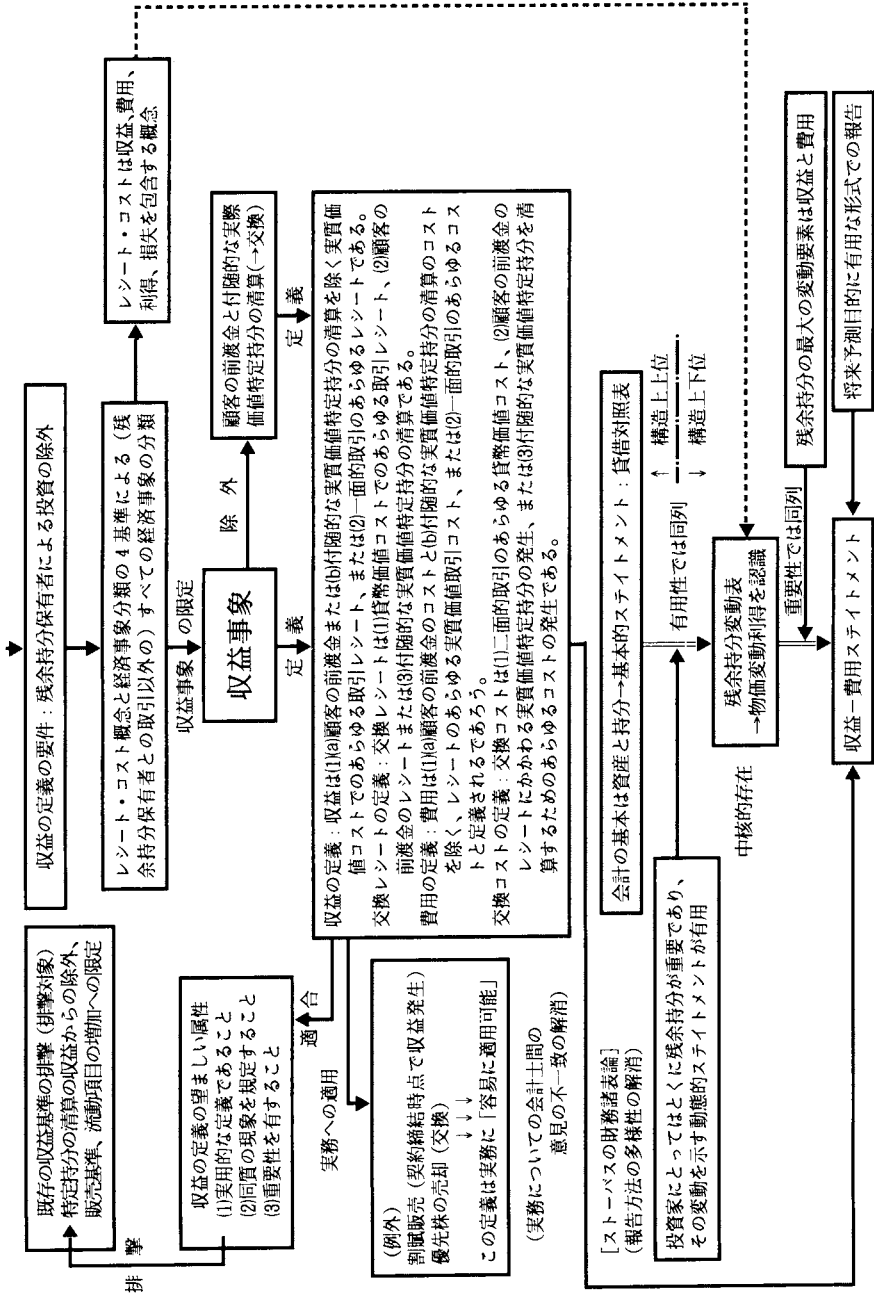 収益の定義の要件：残余持分保有者による投資の除外
レシート・コスト概念と経済事象分類の4基準による（残
余持分保有者との取引以外の）すべての経済事象の分類
レシート・コストは収益、費用、
利得、損失を包含する概念
収益事象の限定
収益事象
除外
顧客の前渡金と付随的な実際
価値特定持分の清算(→交換)
定義
定義
既存の収益基準の排撃（排撃対象）
特定持分の清算の収益からの除外、
販売基準、流動項目の増加への限定
排撃
収益の定義の望ましい属性
(1)実用的な定義であること
(2)同質の現象を規定すること
(3)重要性を有すること
適合
収益の定義：収益は(1)(a)顧客の前渡金または(b)付随的な実質価値特定持分の清算を除く実質価
値コストでのあらゆる取引レシート、または(2)一面的取引のあらゆるレシートである。
交換レシートの定義：交換レシートは(1)貨幣価値コストでのあらゆる取引レシート、(2)顧客の
前渡金のレシートまたは(3)付随的な実質価値特定持分の清算である。
費用の定義：費用は(1)(a)顧客の前渡金のコストと(b)付随的な実質価値特定持分の清算のコスト
を除く、レシートのあらゆる実質価値取引コスト、または(2)一面的取引のあらゆるコス
トと定義されるであろう。
交換コストの定義：交換コストは(1)二面的取引のあらゆる貨幣価値コスト、(2)顧客の前渡金の
レシートにかかわる実質価値特定持分の発生、または(3)付随的な実質価値特定持分を清
算するためのあらゆるコストの発生である。
実務への適用
(例外)
割賦販売（契約締結時点で収益発生）
優先株の売却（交換）
↓↓↓
この定義は実務に「容易に適用可能」
(実務についての会計士間の
意見の不一致の解消)
[ストーバスの財務諸表論]
(報告方法の多様性の解消)
会計の基本は資産と持分→基本的ステイトメント：貸借対照表
↑ 構造上上位
有用性では同列
↓ 構造上下位
投資家にとってはとくに残余持分が重要であり、
その変動を示す動態的ステイトメントが有用
中核的存在
残余持分変動表
→物価変動利得を認識
残余持分の最大の変動要素は収益と費用
重要性では同列
将来予測目的に有用な形式での報告
収益－費用ステイトメント